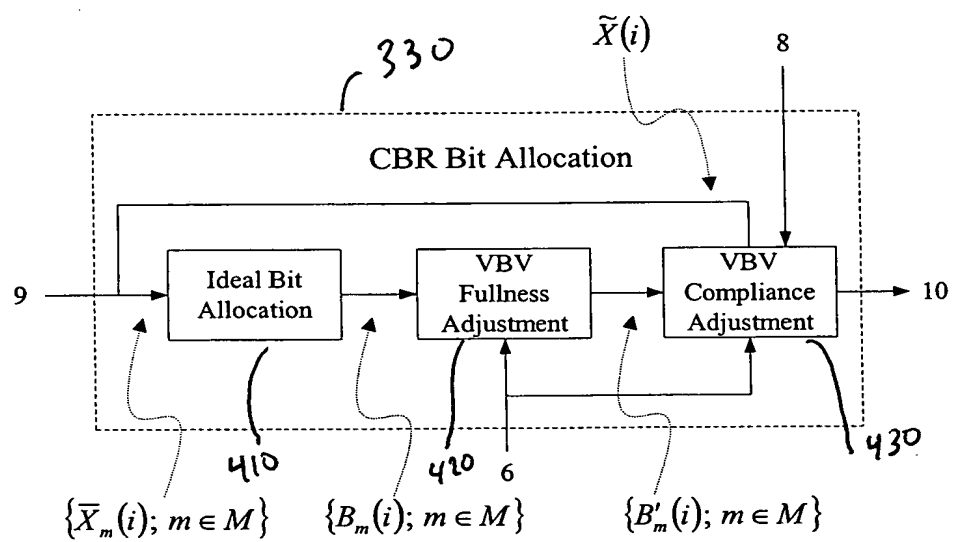 330
X̃(i)
8
CBR Bit Allocation
9
Ideal Bit
Allocation
VBV
Fullness
Adjustment
VBV
Compliance
Adjustment
10
410
420
6
430
{X̅ₘ(i); m ∈ M}
{Bₘ(i); m ∈ M}
{B′ₘ(i); m ∈ M}